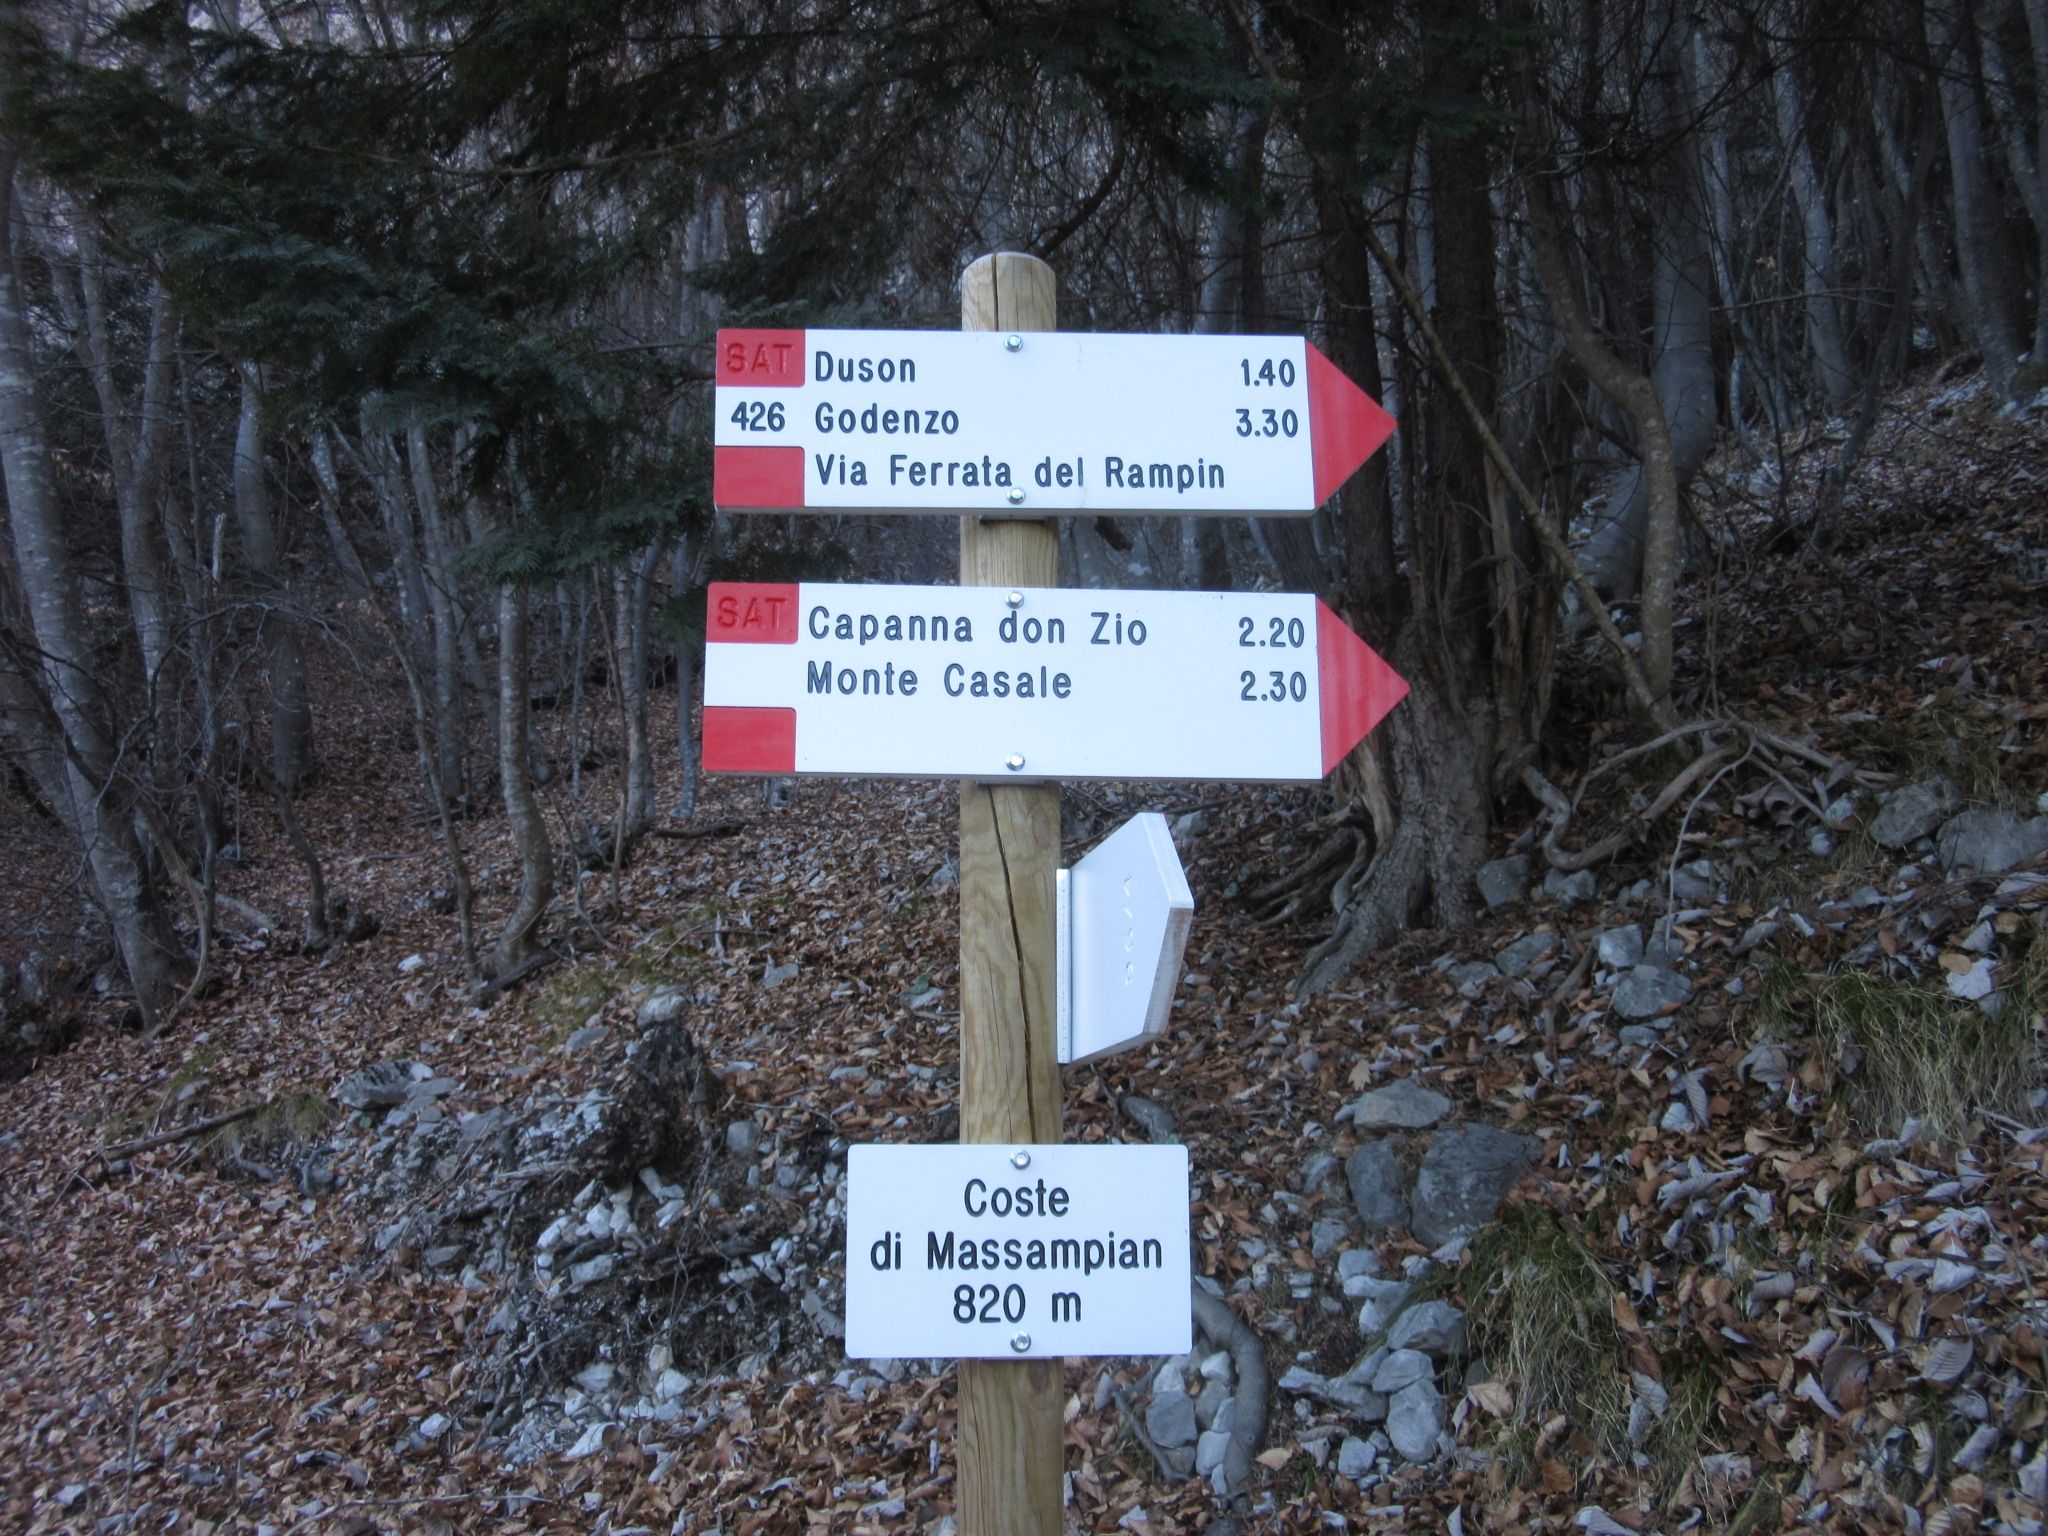 SAT Duson 1.40
426 Godenzo 3.30
Via Ferrata del Rampin
SAT Capanna don Zio 2.20
Monte Casale 2.30
Coste
di Massampian
820 m